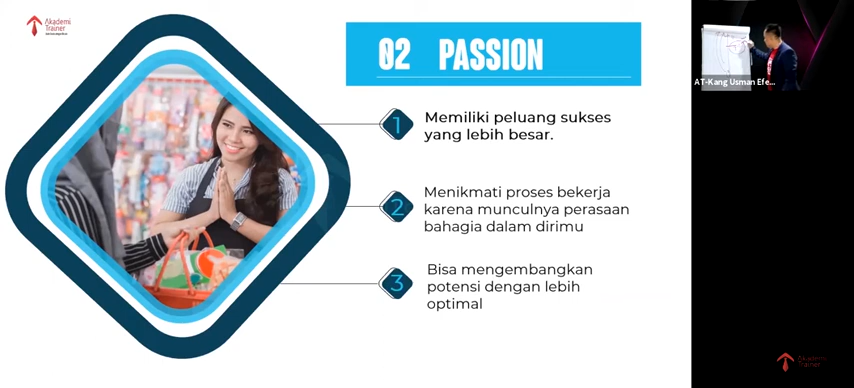 Akademi
Trainer
02 PASSION
1
Memiliki peluang sukses
yang lebih besar.
2
Menikmati proses bekerja
karena munculnya perasaan
bahagia dalam dirimu
3
Bisa mengembangkan
potensi dengan lebih
optimal
AT-Kang Usman Efe...
Akademi
Trainer